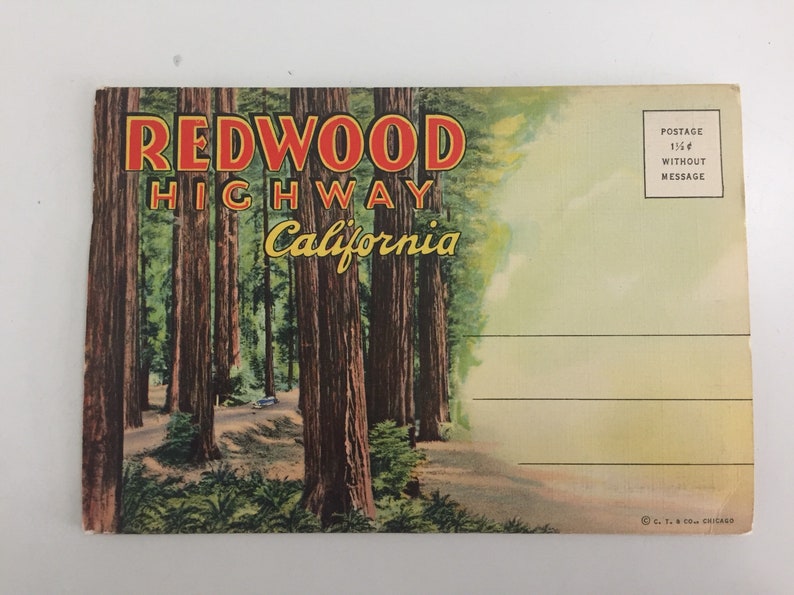 REDWOOD
HIGHWAY
California
POSTAGE
1½¢
WITHOUT
MESSAGE
© C. T. & CO., CHICAGO